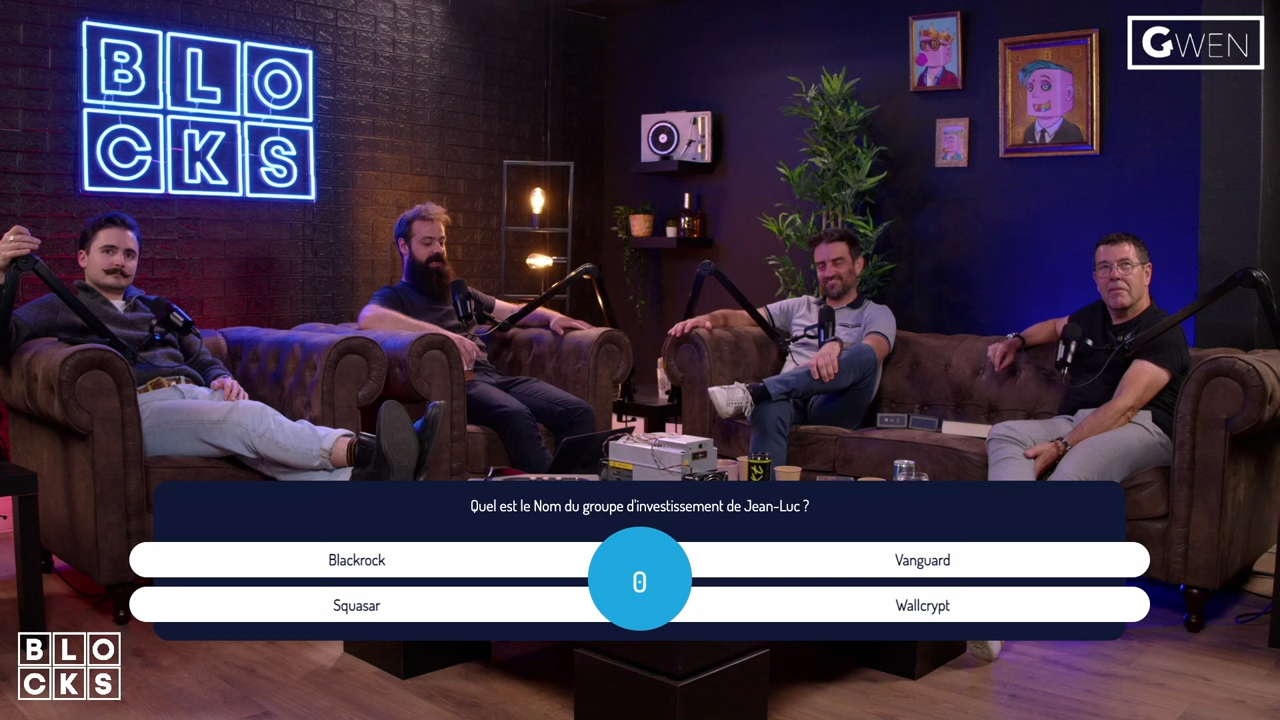 BLO
CKS
GWEN
Quel est le Nom du groupe d'investissement de Jean-Luc ?
Blackrock
Vanguard
0
Squasar
Wallcrypt
BLO
CKS